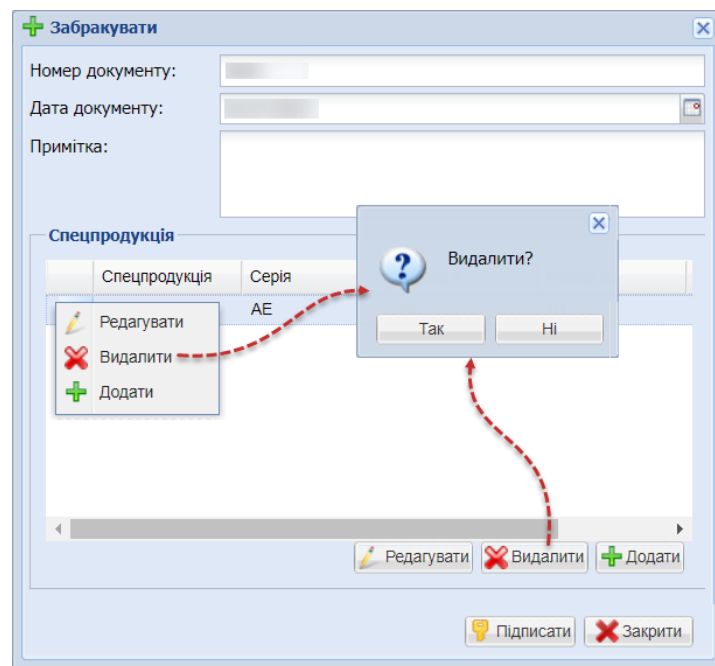 Забракувати
Номер документу:
Дата документу:
Примітка:
Спецпродукція
Спецпродукція Серія
АЕ
Редагувати
Видалити
Додати
Видалити?
Так Ні
Редагувати Видалити Додати
Підписати Закрити